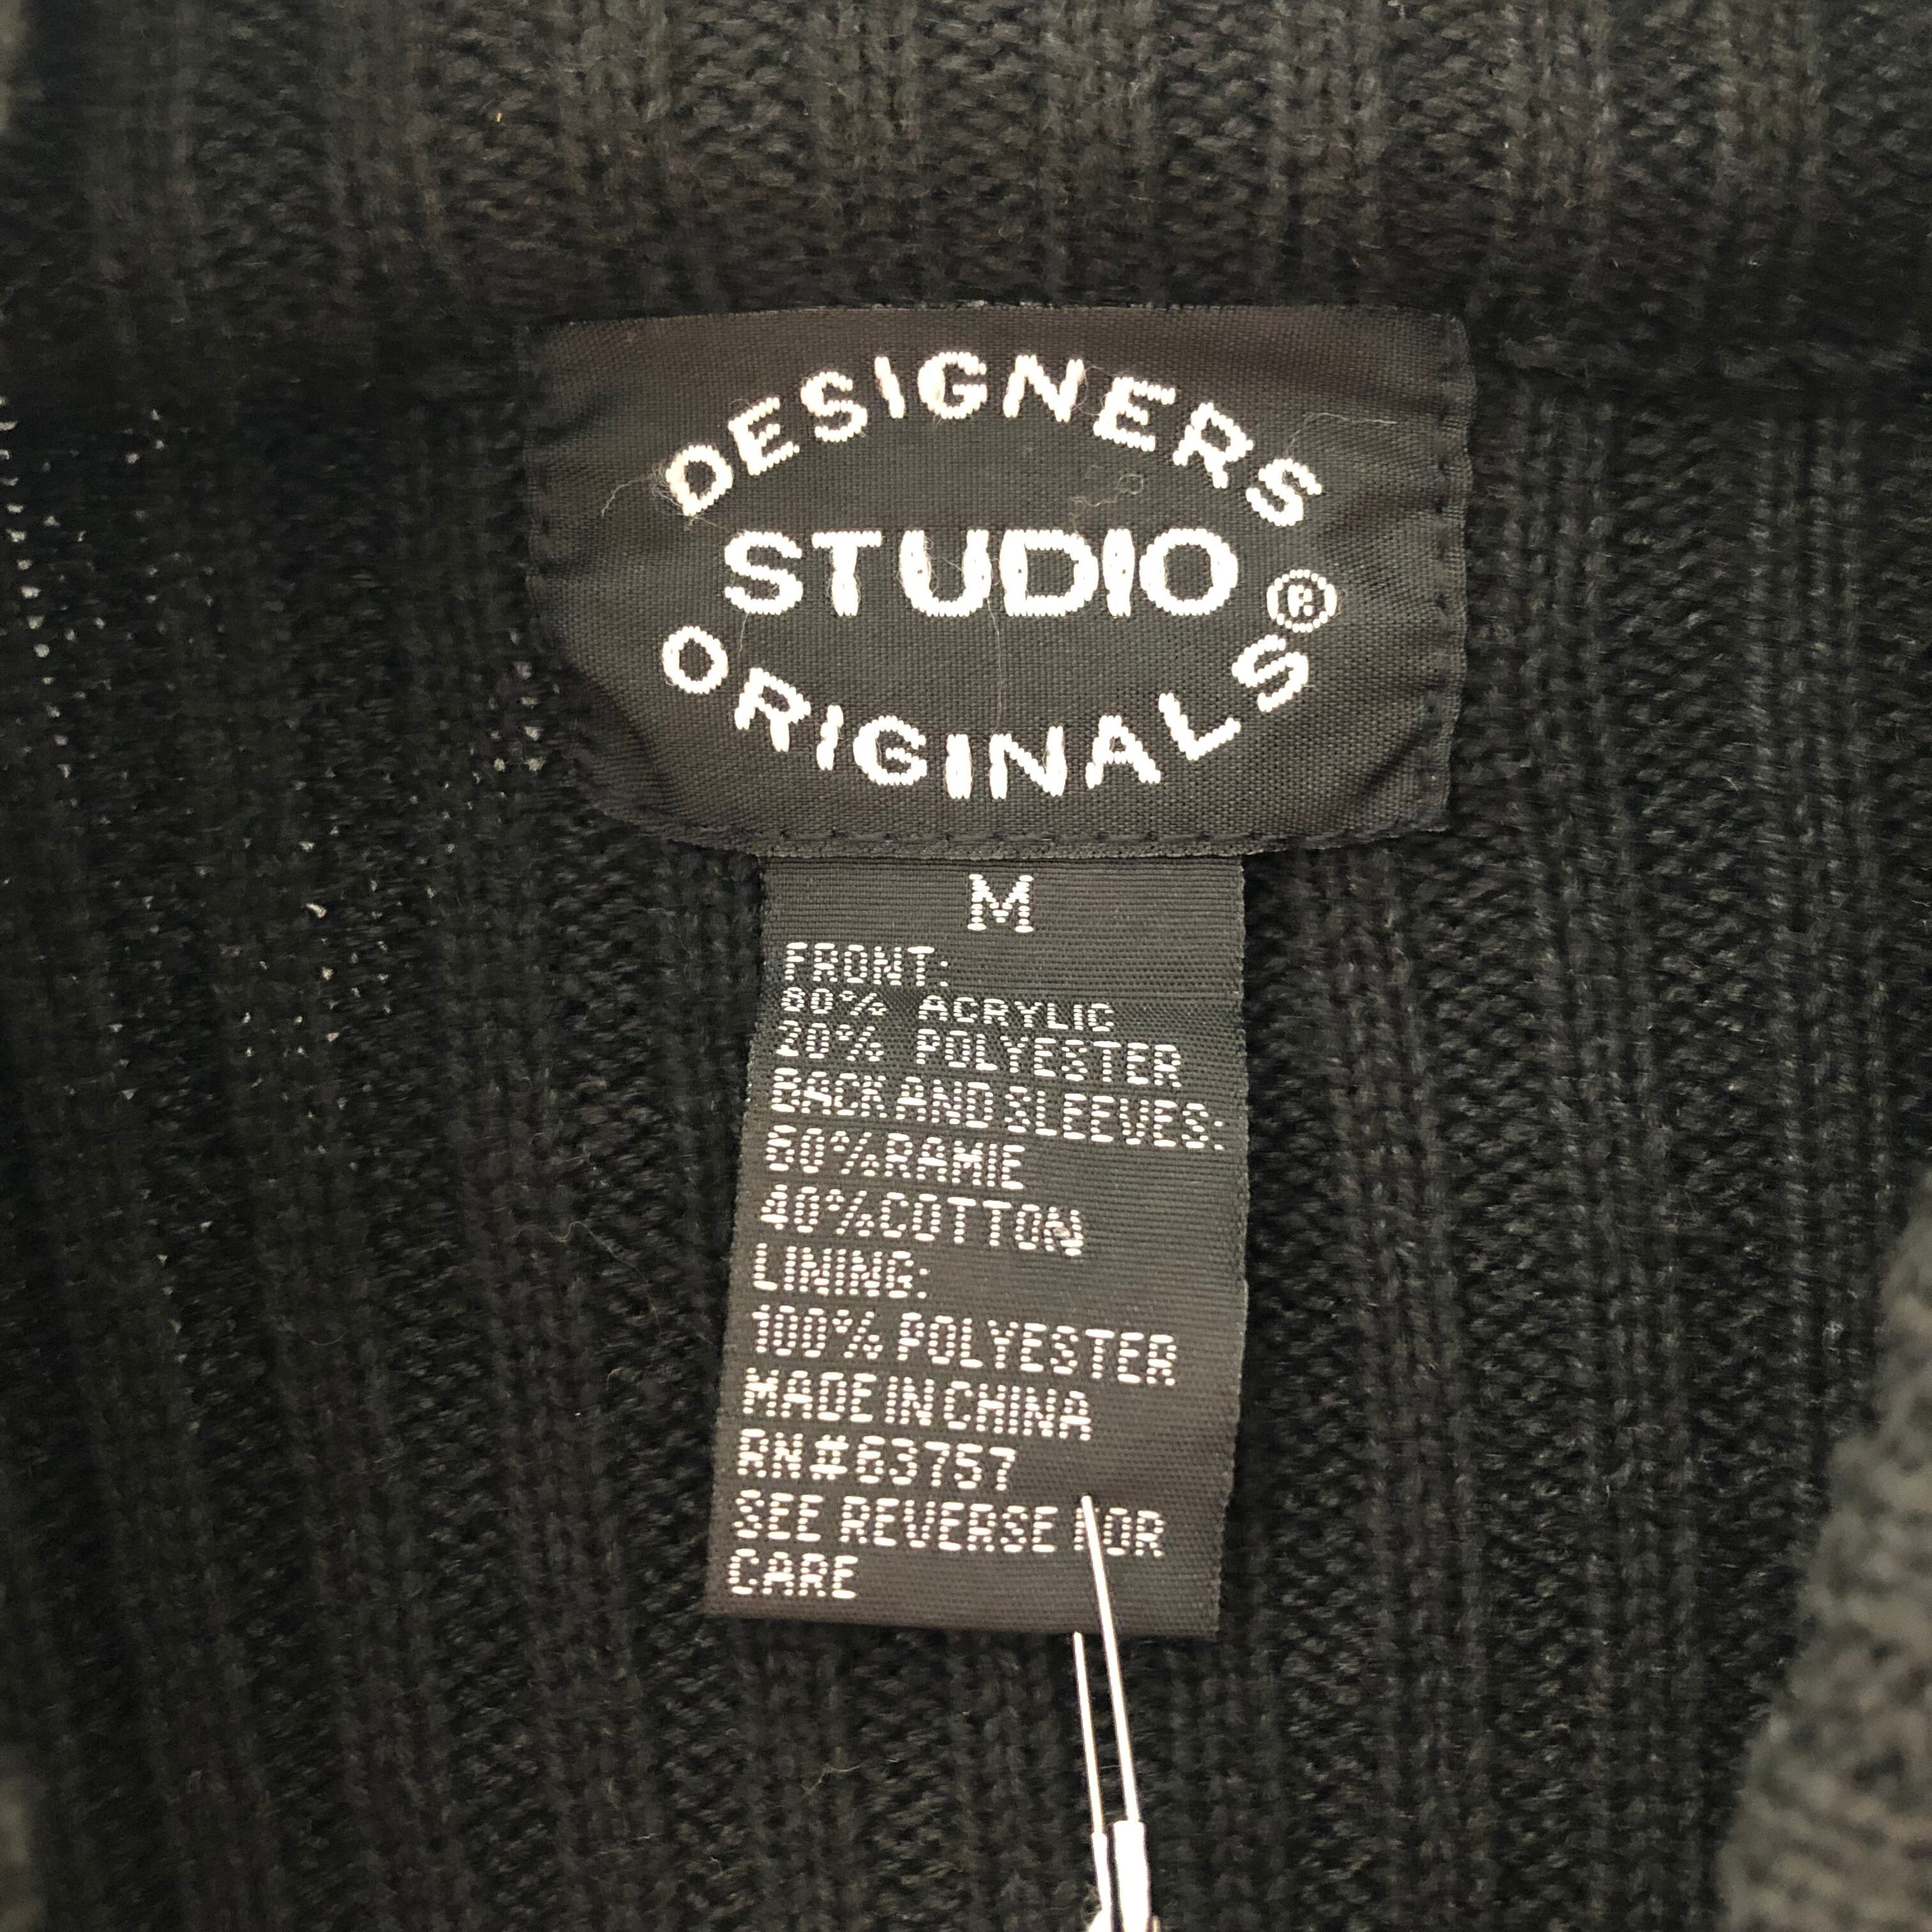 DESIGNERS
STUDIO ®
ORIGINALS
M
FRONT:
80% ACRYLIC
20% POLYESTER
BACK AND SLEEVES:
60% RAMIE
40% COTTON
LINING:
100% POLYESTER
MADE IN CHINA
RN#63757
SEE REVERSE FOR
CARE